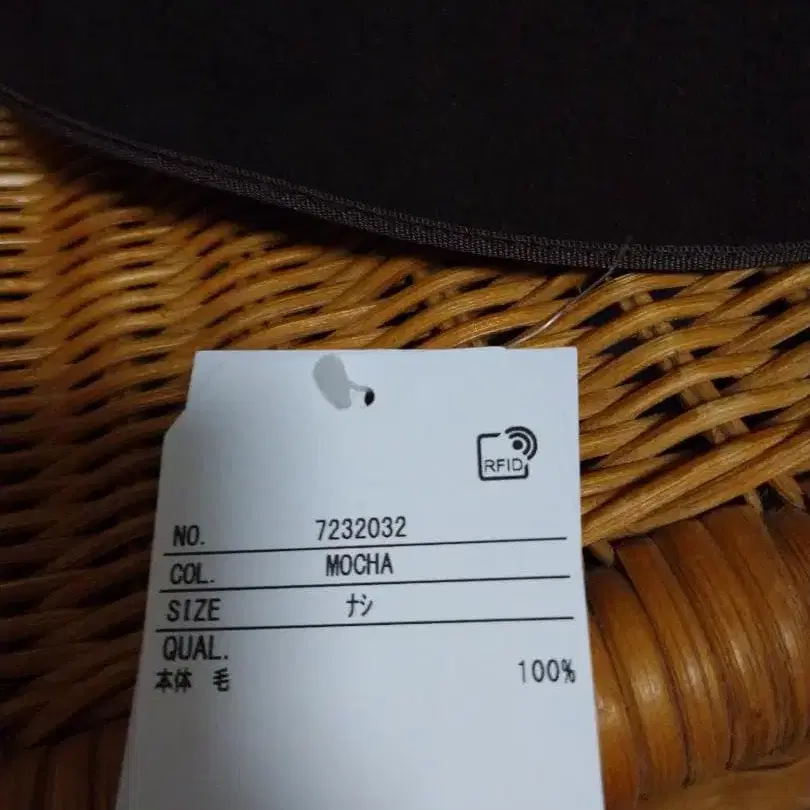 RFID
NO. 7232032
COL. MOCHA
SIZE ナシ
QUAL.
本体 毛 100%